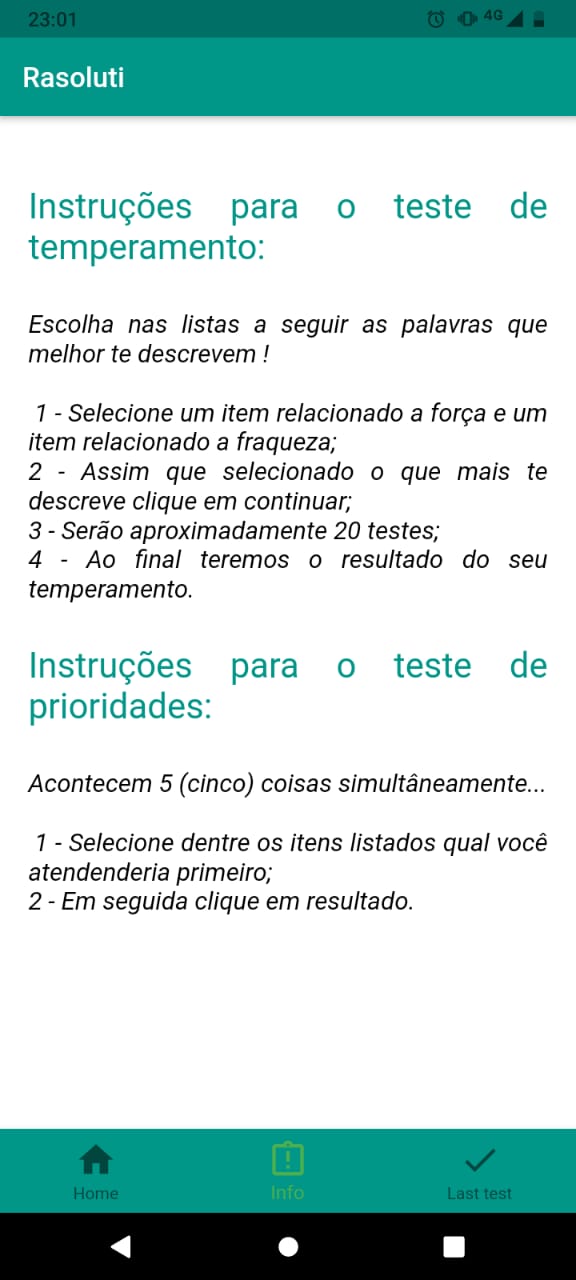 23:01
4G
Rasoluti
Instruções para o teste de
temperamento:
Escolha nas listas a seguir as palavras que
melhor te descrevem !
1 - Selecione um item relacionado a força e um
item relacionado a fraqueza;
2 - Assim que selecionado o que mais te
descreve clique em continuar;
3 - Serão aproximadamente 20 testes;
4 - Ao final teremos o resultado do seu
temperamento.
Instruções para o teste de
prioridades:
Acontecem 5 (cinco) coisas simultâneamente...
1 - Selecione dentre os itens listados qual você
atendenderia primeiro;
2 - Em seguida clique em resultado.
Home
Info
Last test